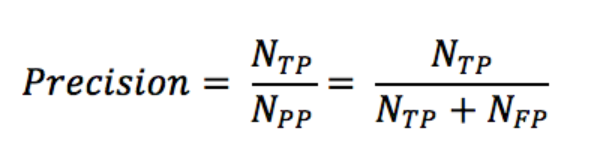 Precision = N_TP / N_PP = N_TP / (N_TP + N_FP)